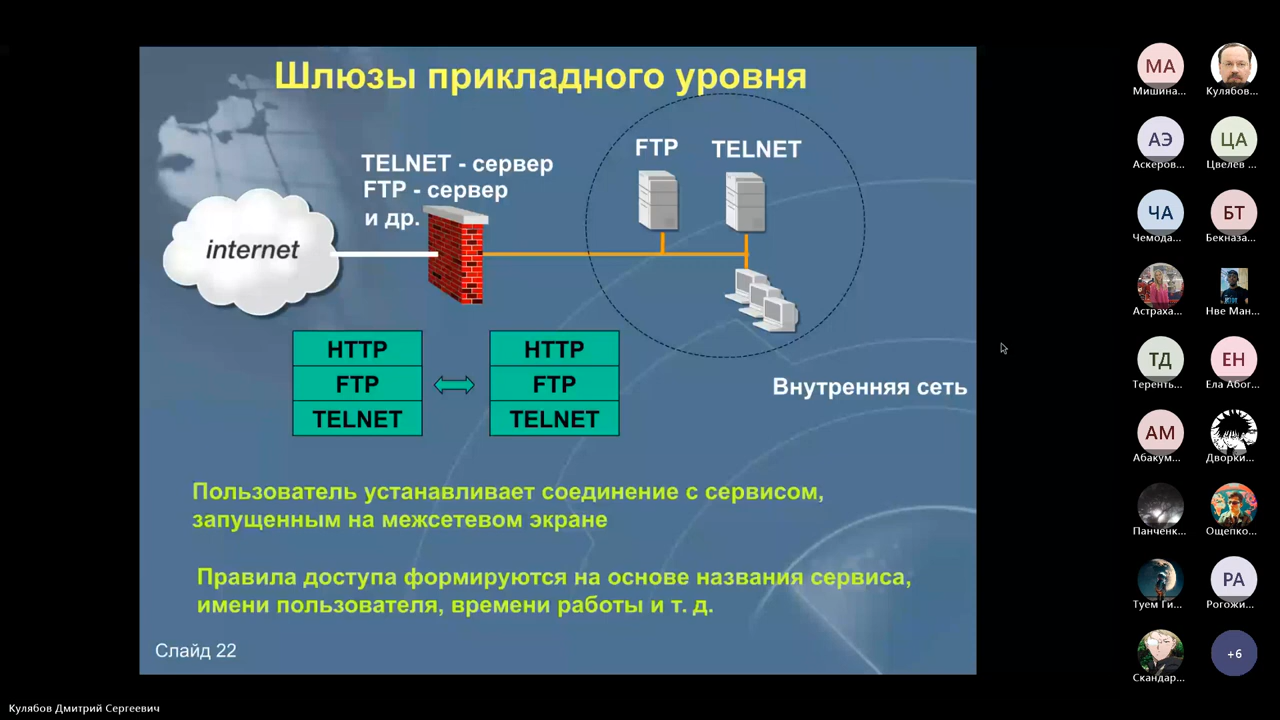 Шлюзы прикладного уровня
TELNET - сервер
FTP - сервер
и др.
FTP
TELNET
internet
HTTP
FTP
TELNET
HTTP
FTP
TELNET
Внутренняя сеть
Пользователь устанавливает соединение с сервисом,
запущенным на межсетевом экране
Правила доступа формируются на основе названия сервиса,
имени пользователя, времени работы и т. д.
Слайд 22
МА
Мишина...
Кулябов...
АЭ
Аскеров...
ЦА
Цвелев ...
ЧА
Чемода...
БТ
Бекназа...
Астраха...
Нве Ман...
ТД
Теренть...
ЕН
Ела Абог...
АМ
Абакум...
Дворки...
Панченк...
Ощепко...
Туем Ги...
РА
Рогожи...
Скандар...
+6
Кулябов Дмитрий Сергеевич